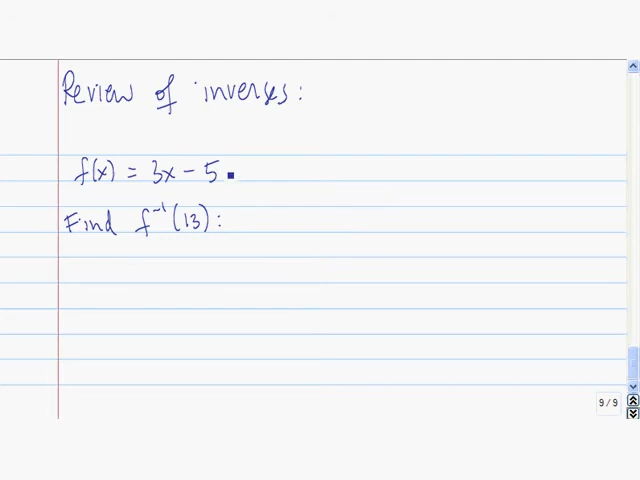 Review of inverses:
f(x) = 3x - 5
Find f⁻¹(13):
9/9